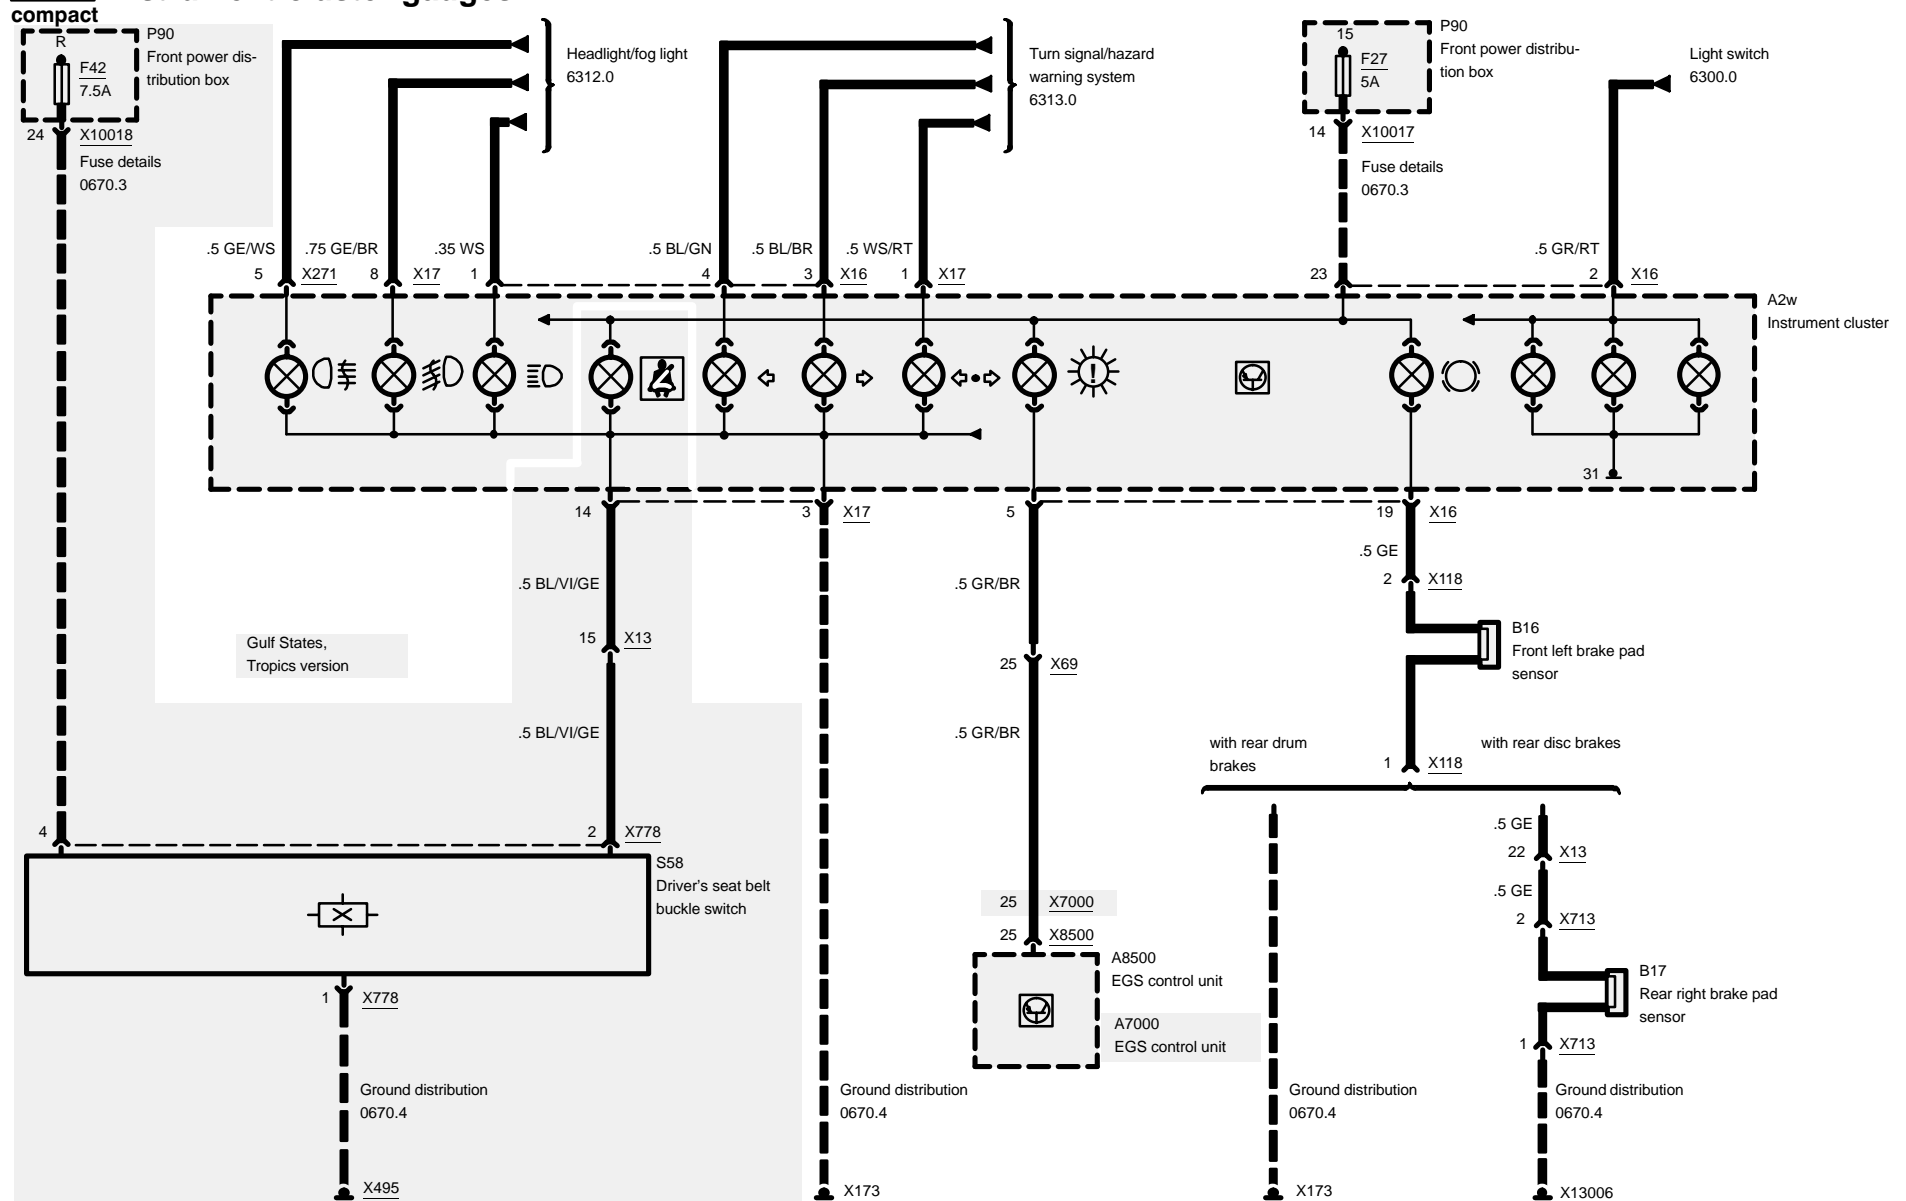 compact
R
F42
7.5A
P90
Front power dis-
tribution box
24
X10018
Fuse details
0670.3
Headlight/fog light
6312.0
Turn signal/hazard
warning system
6313.0
15
F27
5A
P90
Front power distribu-
tion box
14
X10017
Fuse details
0670.3
Light switch
6300.0
.5 GE/WS
.75 GE/BR
.35 WS
.5 BL/GN
.5 BL/BR
.5 WS/RT
.5 GR/RT
5
X271
8
X17
1
4
3
X16
1
X17
23
2
X16
A2w
Instrument cluster
31
14
3
X17
5
19
X16
.5 BL/VI/GE
.5 GR/BR
.5 GE
2
X118
15
X13
25
X69
B16
Front left brake pad
sensor
Gulf States,
Tropics version
.5 BL/VI/GE
.5 GR/BR
with rear drum
brakes
with rear disc brakes
1
X118
4
2
X778
S58
Driver's seat belt
buckle switch
.5 GE
22
X13
.5 GE
2
X713
25
X7000
25
X8500
A8500
EGS control unit
A7000
EGS control unit
B17
Rear right brake pad
sensor
1
X778
1
X713
Ground distribution
0670.4
Ground distribution
0670.4
Ground distribution
0670.4
Ground distribution
0670.4
X495
X173
X173
X13006